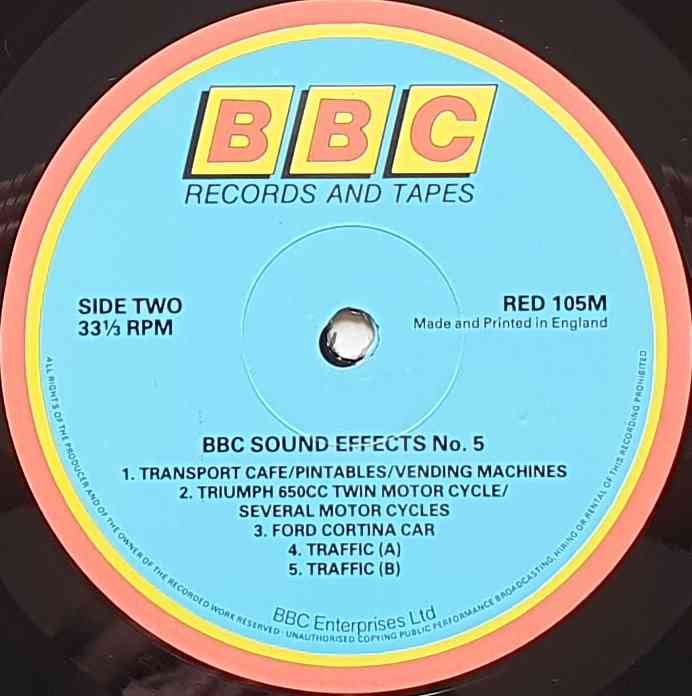 BBC
RECORDS AND TAPES
SIDE TWO
33⅓ RPM
RED 105M
Made and Printed in England
BBC SOUND EFFECTS No. 5
1. TRANSPORT CAFE/PINTABLES/VENDING MACHINES
2. TRIUMPH 650CC TWIN MOTOR CYCLE/
SEVERAL MOTOR CYCLES
3. FORD CORTINA CAR
4. TRAFFIC (A)
5. TRAFFIC (B)
BBC Enterprises Ltd
ALL RIGHTS OF THE PRODUCER AND OF THE OWNER OF THE RECORDED WORK RESERVED · UNAUTHORISED COPYING PUBLIC PERFORMANCE BROADCASTING, HIRING OR RENTAL OF THIS RECORDING PROHIBITED